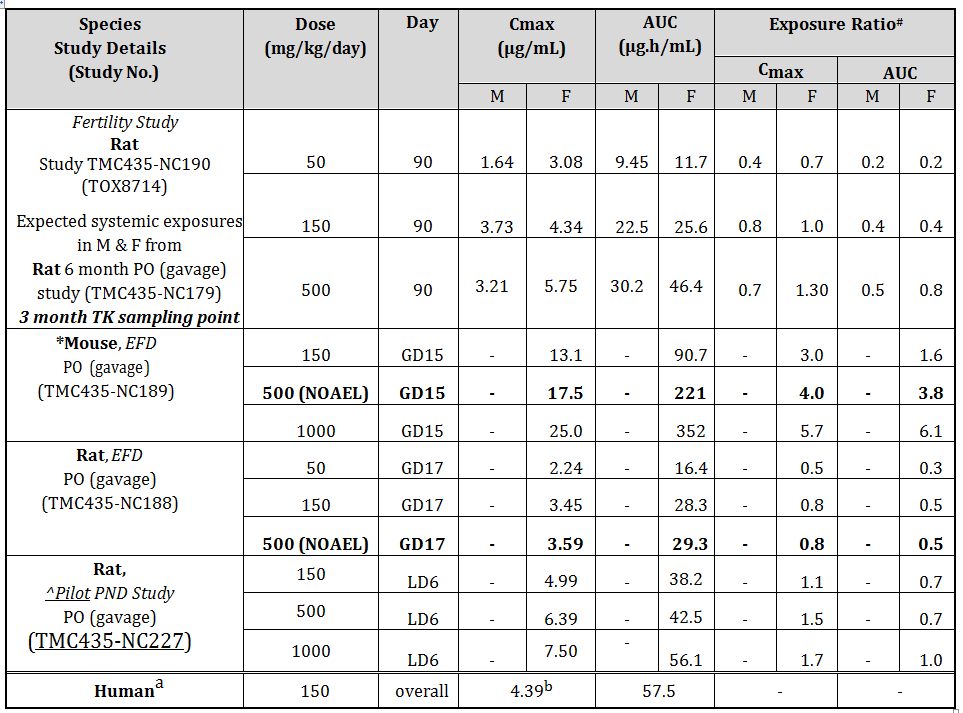 Species Study Details (Study No.) Dose (mg/kg/day) Day Cmax (µg/mL) AUC (µg.h/mL) Exposure Ratio#
Cmax AUC
M F M F M F M F
Fertility Study
Rat
Study TMC435-NC190
(TOX8714)
50 90 1.64 3.08 9.45 11.7 0.4 0.7 0.2 0.2
Expected systemic exposures
in M & F from
Rat 6 month PO (gavage)
study (TMC435-NC179)
3 month TK sampling point
150 90 3.73 4.34 22.5 25.6 0.8 1.0 0.4 0.4
500 90 3.21 5.75 30.2 46.4 0.7 1.30 0.5 0.8
*Mouse, EFD
PO (gavage)
(TMC435-NC189)
150 GD15 - 13.1 - 90.7 - 3.0 - 1.6
500 (NOAEL) GD15 - 17.5 - 221 - 4.0 - 3.8
1000 GD15 - 25.0 - 352 - 5.7 - 6.1
Rat, EFD
PO (gavage)
(TMC435-NC188)
50 GD17 - 2.24 - 16.4 - 0.5 - 0.3
150 GD17 - 3.45 - 28.3 - 0.8 - 0.5
500 (NOAEL) GD17 - 3.59 - 29.3 - 0.8 - 0.5
Rat,
^Pilot PND Study
PO (gavage)
(TMC435-NC227)
150 LD6 - 4.99 - 38.2 - 1.1 - 0.7
500 LD6 - 6.39 - 42.5 - 1.5 - 0.7
1000 LD6 - 7.50 - 56.1 - 1.7 - 1.0
Humana 150 overall 4.39b 57.5 - -